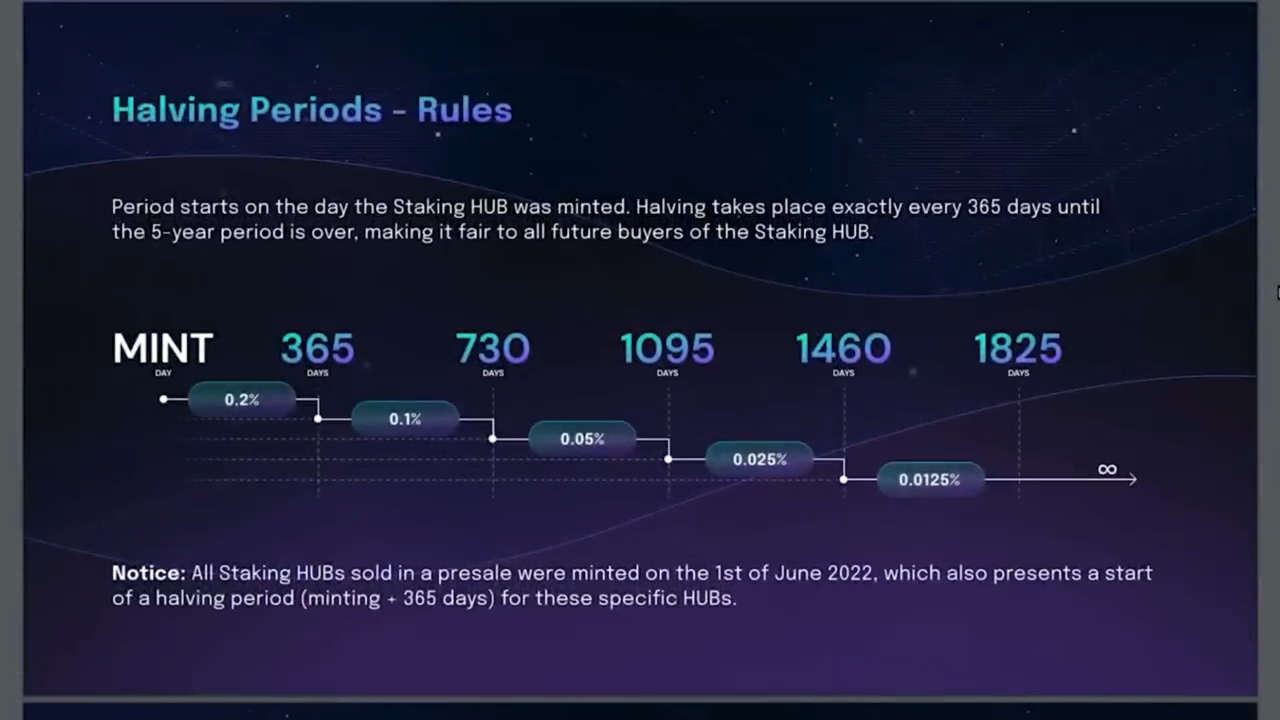 Halving Periods - Rules
Period starts on the day the Staking HUB was minted. Halving takes place exactly every 365 days until
the 5-year period is over, making it fair to all future buyers of the Staking HUB.
MINT 365 730 1095 1460 1825
DAY DAYS DAYS DAYS DAYS DAYS
0.2%
0.1%
0.05%
0.025%
0.0125%
∞
Notice: All Staking HUBs sold in a presale were minted on the 1st of June 2022, which also presents a start
of a halving period (minting + 365 days) for these specific HUBs.